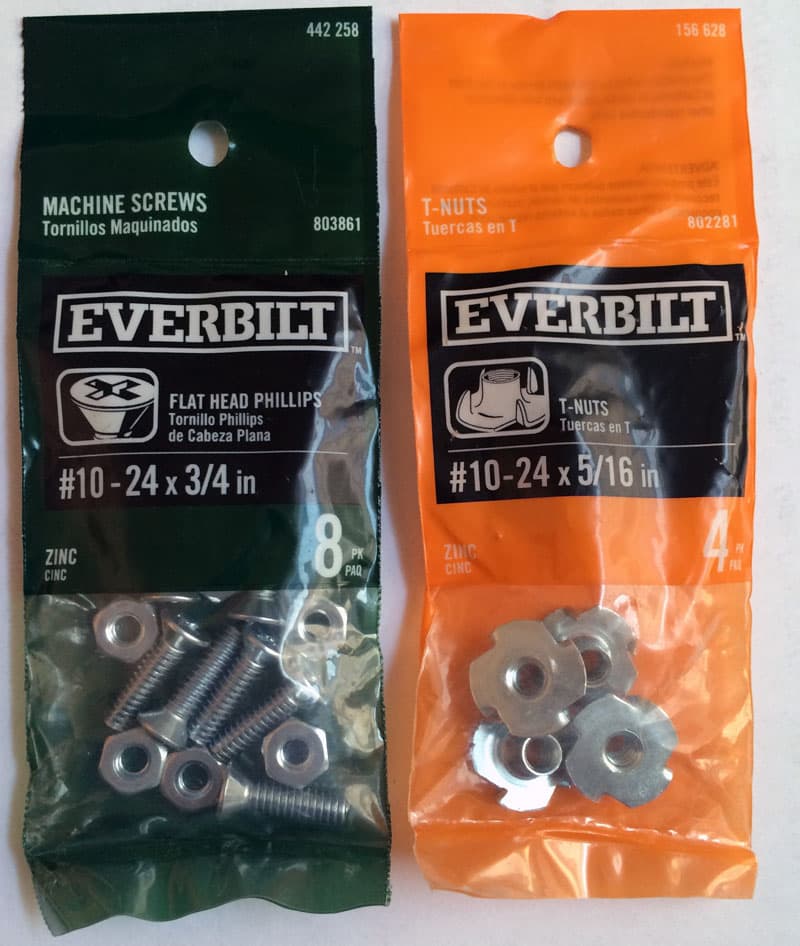 442 258
MACHINE SCREWS
Tornillos Maquinados
803861
EVERBILT™
FLAT HEAD PHILLIPS
Tornillo Phillips
de Cabeza Plana
#10 - 24 x 3/4 in
ZINC
CINC
8 PK
PAQ
156 628
T-NUTS
Tuercas en T
802281
EVERBILT™
T-NUTS
Tuercas en T
#10-24 x 5/16 in
ZINC
CINC
4 PK
PAQ